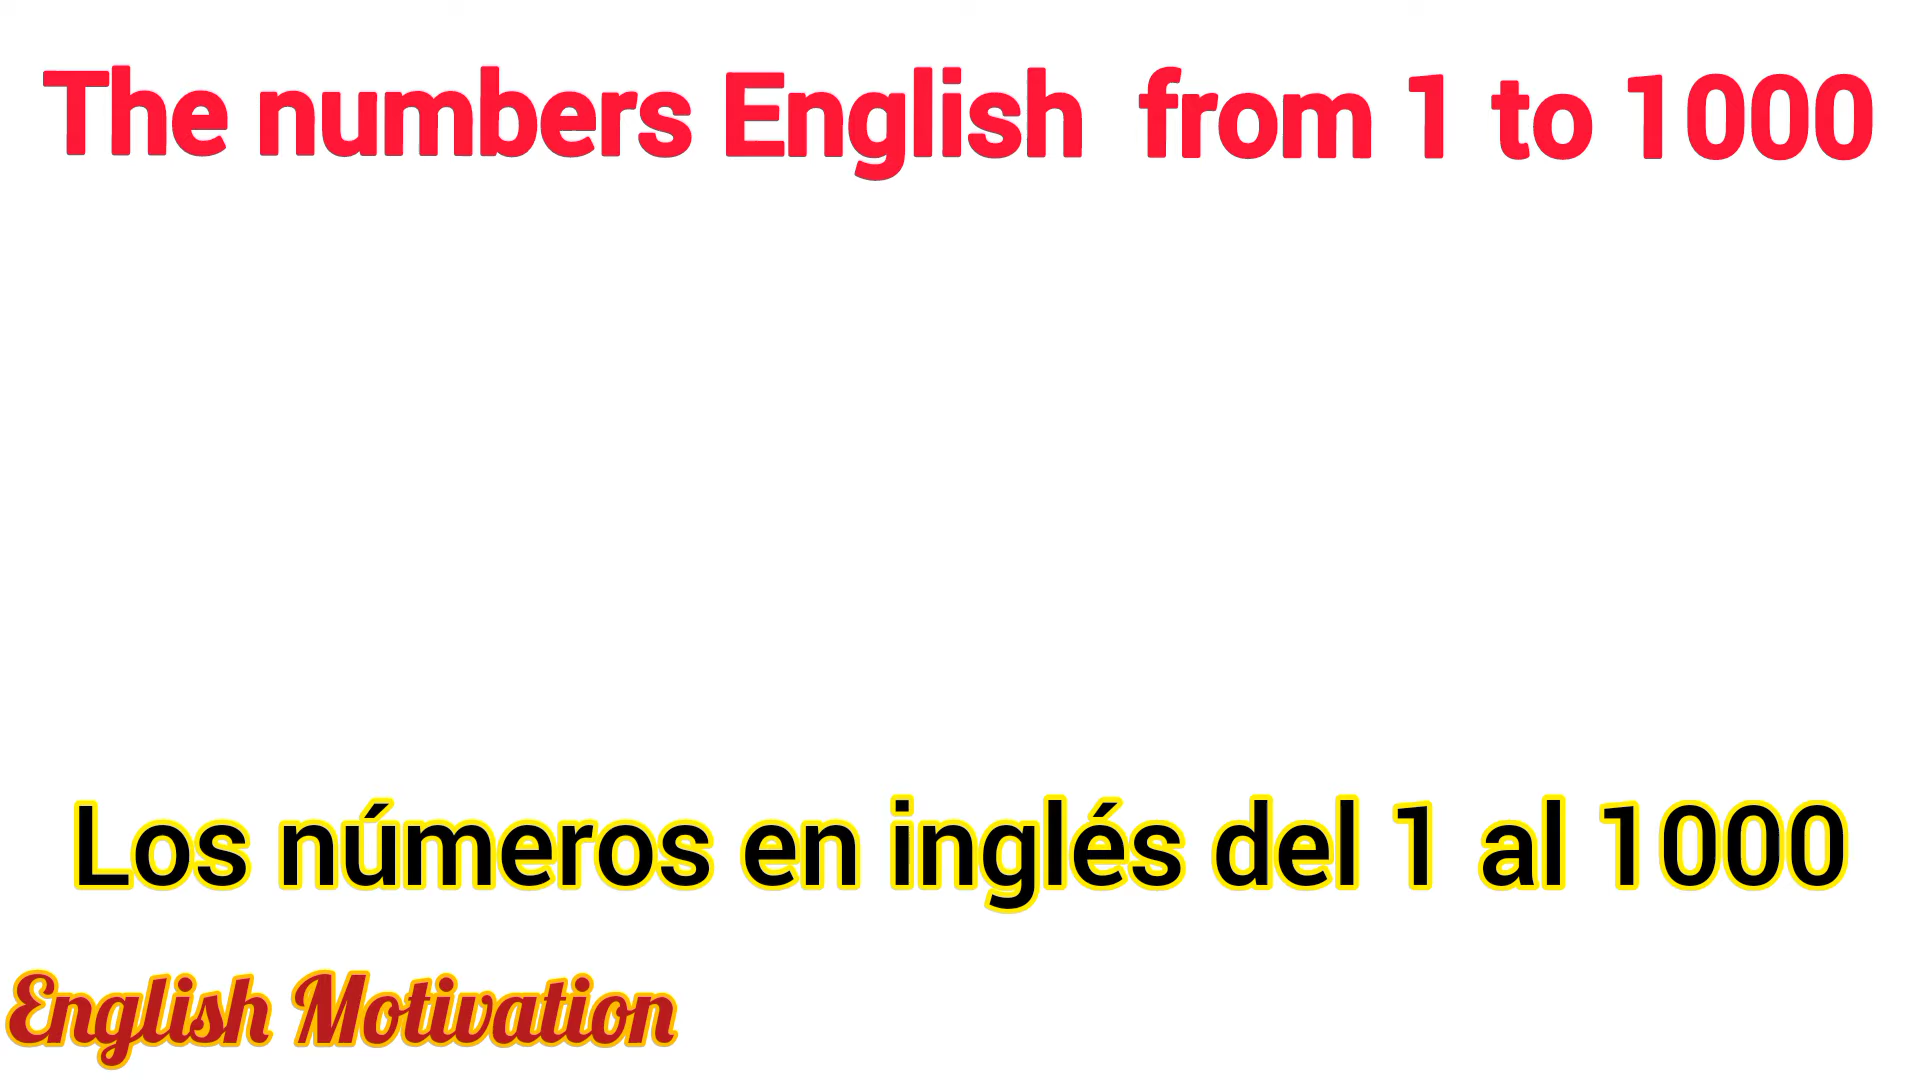 The numbers English from 1 to 1000
Los números en inglés del 1 al 1000
English Motivation